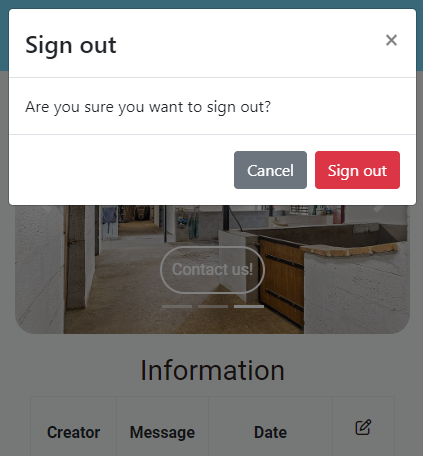 Sign out
×
Are you sure you want to sign out?
Cancel Sign out
Contact us!
Information
Creator Message Date